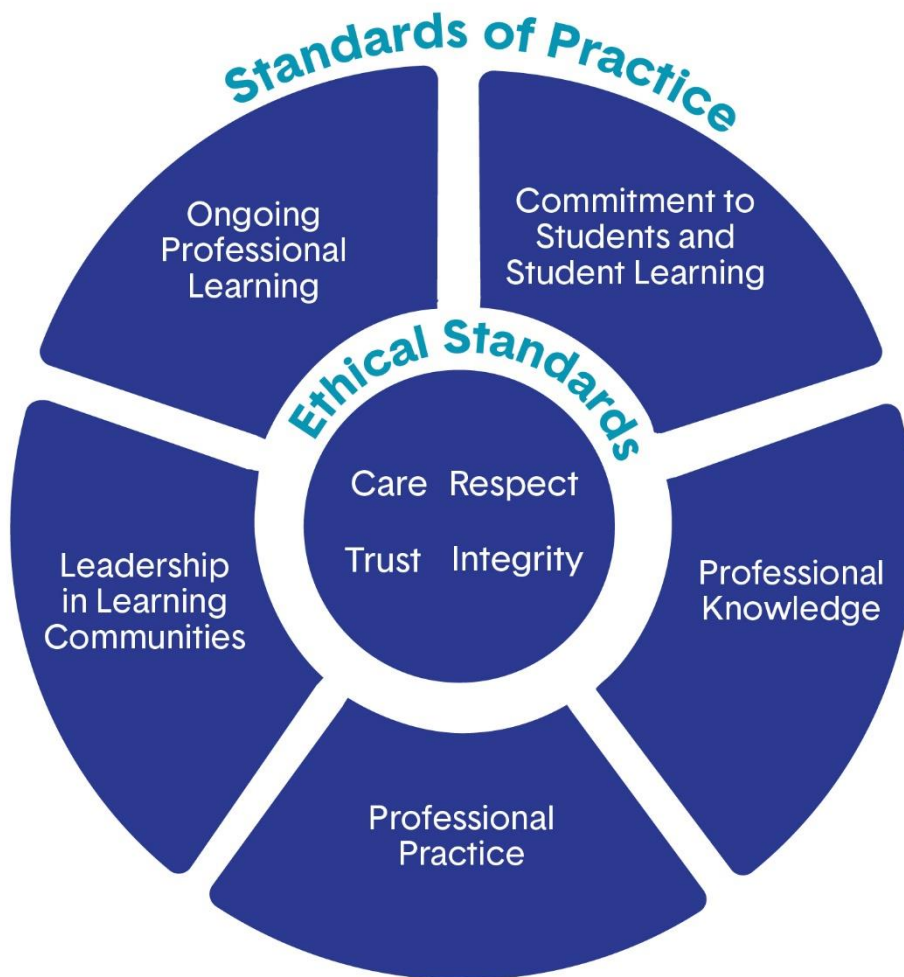 Standards of Practice
Ongoing
Professional
Learning
Commitment to
Students and
Student Learning
Ethical Standards
Care Respect
Trust Integrity
Leadership
in Learning
Communities
Professional
Knowledge
Professional
Practice